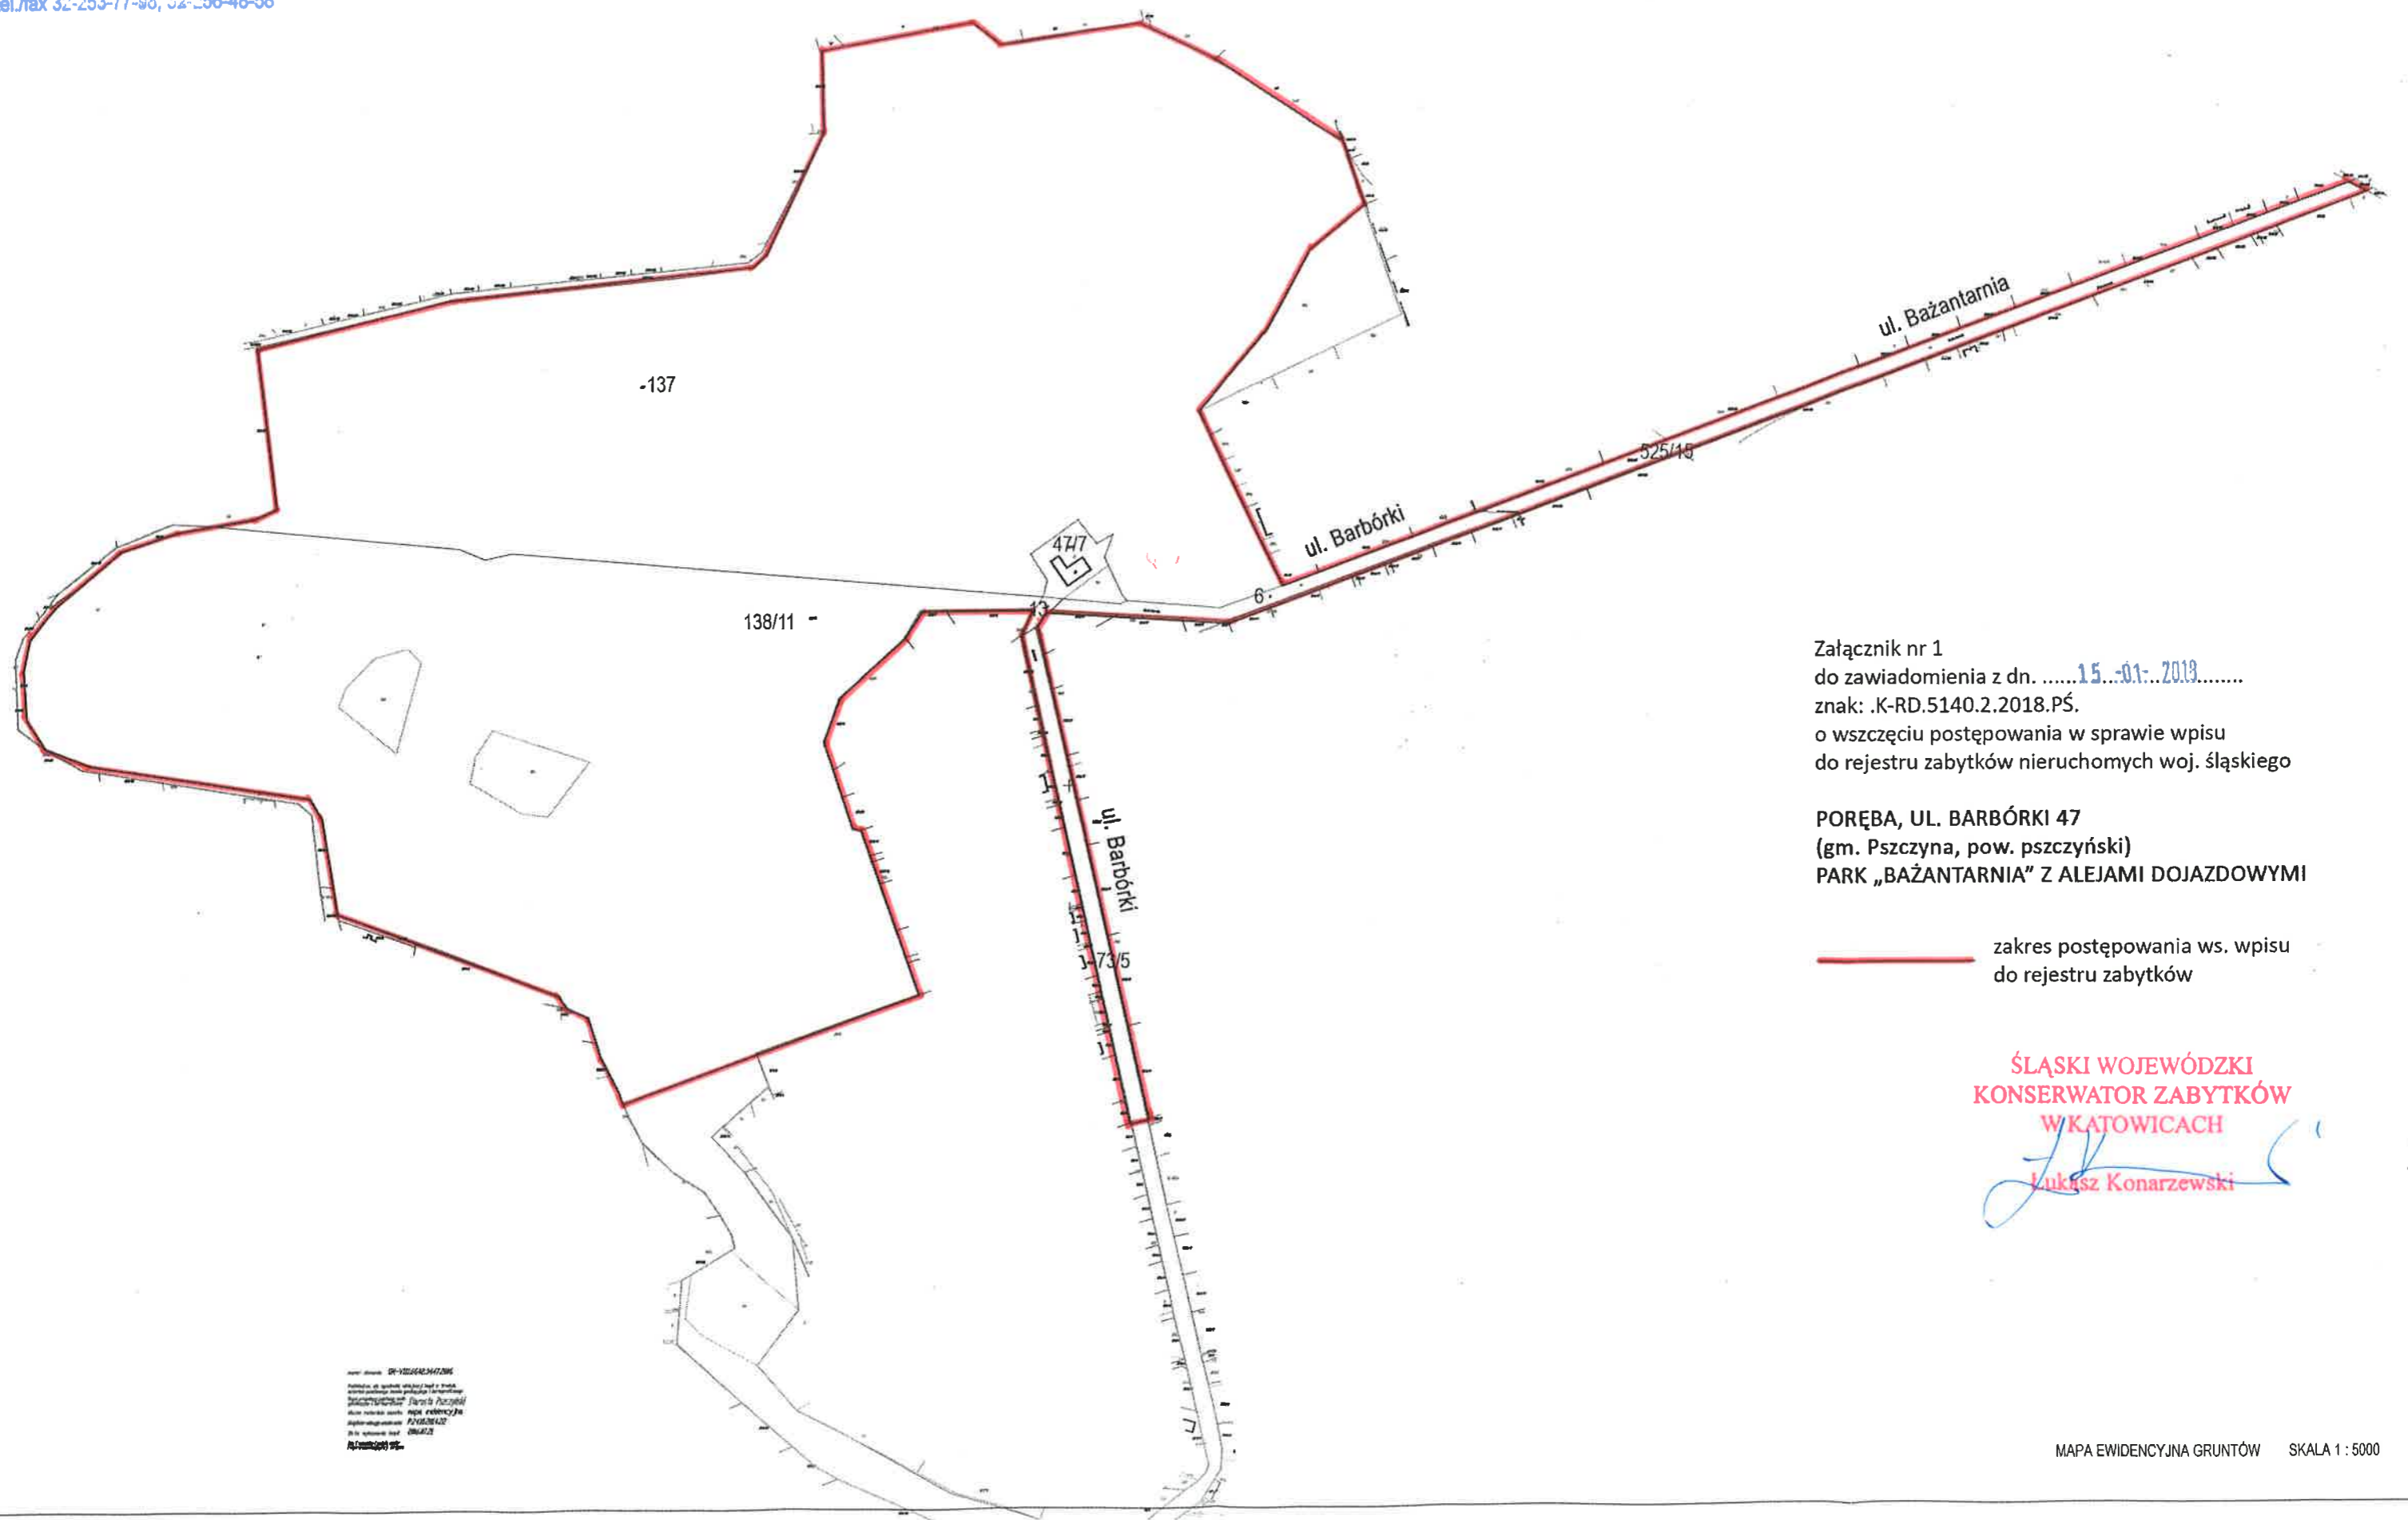 -137
ul. Bażantarnia
525/15
ul. Barbórki
47/7
13
6
138/11
ul. Barbórki
73/5
Załącznik nr 1
do zawiadomienia z dn. ......15.-01-.2018........
znak: .K-RD.5140.2.2018.PŚ.
o wszczęciu postępowania w sprawie wpisu
do rejestru zabytków nieruchomych woj. śląskiego
PORĘBA, UL. BARBÓRKI 47
(gm. Pszczyna, pow. pszczyński)
PARK „BAŻANTARNIA” Z ALEJAMI DOJAZDOWYMI
zakres postępowania ws. wpisu
do rejestru zabytków
ŚLĄSKI WOJEWÓDZKI
KONSERWATOR ZABYTKÓW
W KATOWICACH
Łukasz Konarzewski
MAPA EWIDENCYJNA GRUNTÓW SKALA 1 : 5000